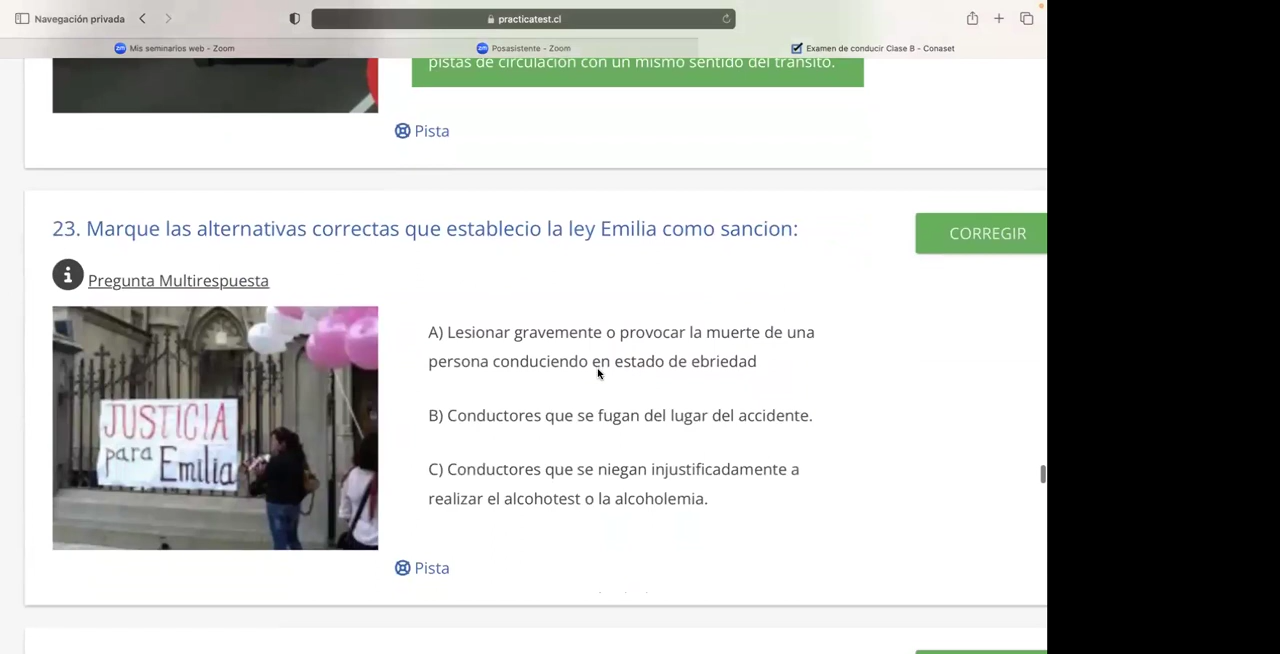 Navegación privada
practicatest.cl
Mis seminarios web - Zoom
Posasistente - Zoom
Examen de conducir Clase B - Conaset
pistas de circulación con un mismo sentido del tránsito.
Pista
23. Marque las alternativas correctas que establecio la ley Emilia como sancion:
CORREGIR
Pregunta Multirespuesta
A) Lesionar gravemente o provocar la muerte de una
persona conduciendo en estado de ebriedad
B) Conductores que se fugan del lugar del accidente.
C) Conductores que se niegan injustificadamente a
realizar el alcohotest o la alcoholemia.
JUSTICIA
para Emilia
Pista